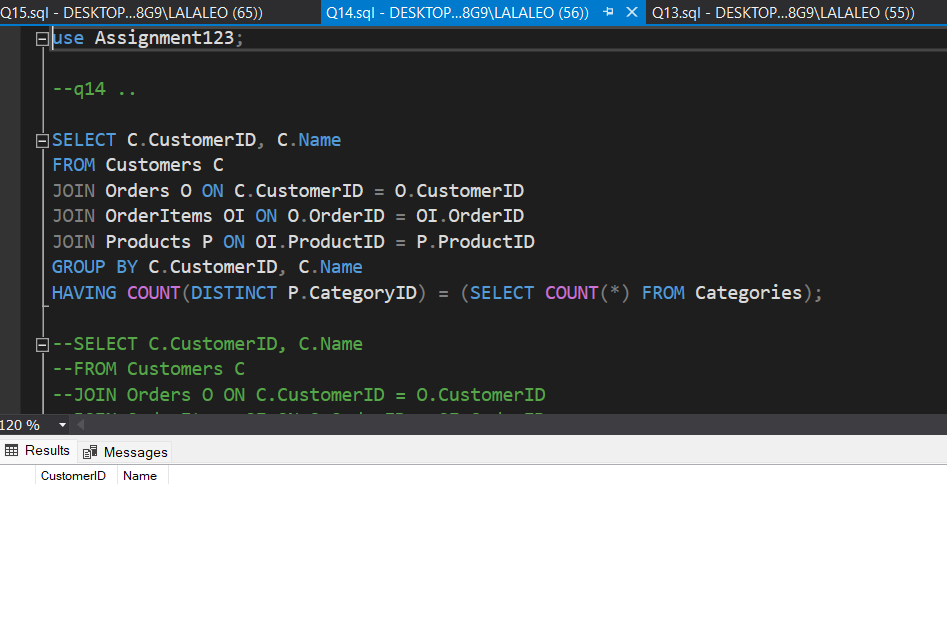 Q15.sql - DESKTOP...8G9\LALALEO (65))
Q14.sql - DESKTOP...8G9\LALALEO (56))
Q13.sql - DESKTOP...8G9\LALALEO (55))
use Assignment123;
--q14 ..
SELECT C.CustomerID, C.Name
FROM Customers C
JOIN Orders O ON C.CustomerID = O.CustomerID
JOIN OrderItems OI ON O.OrderID = OI.OrderID
JOIN Products P ON OI.ProductID = P.ProductID
GROUP BY C.CustomerID, C.Name
HAVING COUNT(DISTINCT P.CategoryID) = (SELECT COUNT(*) FROM Categories);
--SELECT C.CustomerID, C.Name
--FROM Customers C
--JOIN Orders O ON C.CustomerID = O.CustomerID
120 %
Results Messages
CustomerID Name